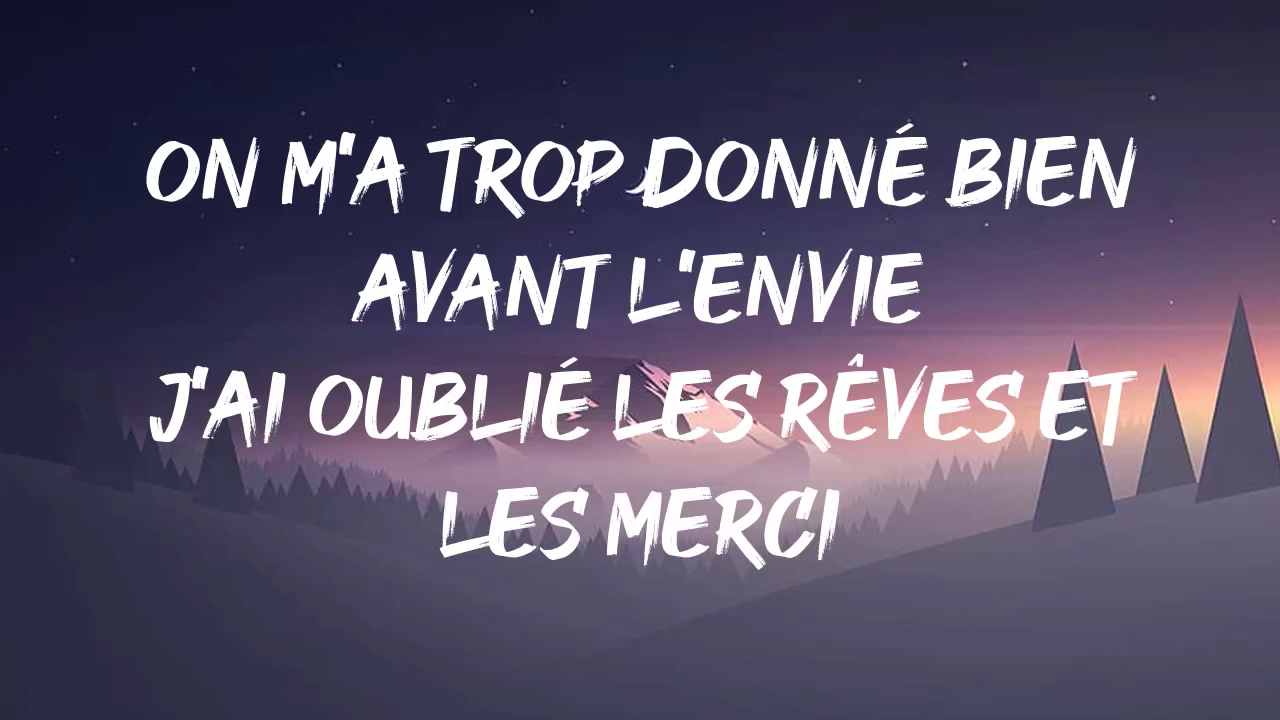 ON M'A TROP DONNÉ BIEN
AVANT L'ENVIE
J'AI OUBLIÉ LES RÊVES ET
LES MERCI